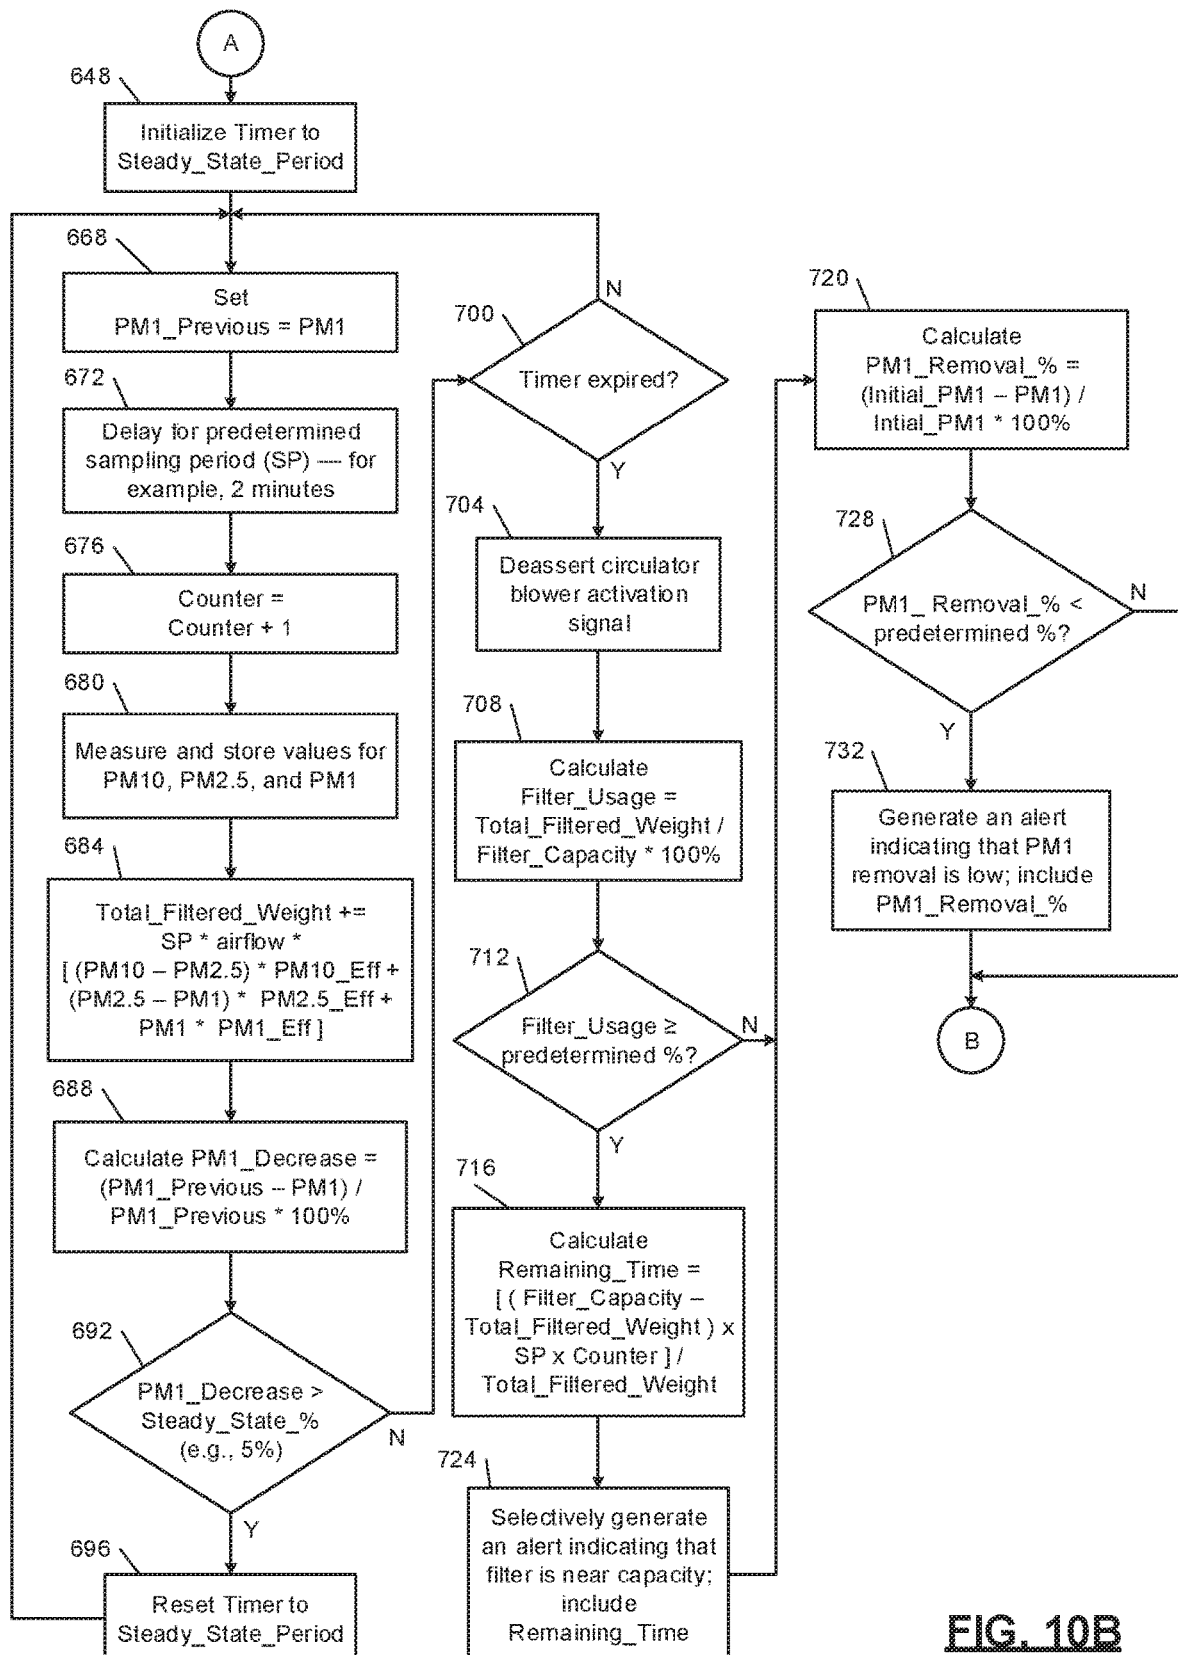 A
648
Initialize Timer to
Steady_State_Period
668
Set
PM1_Previous = PM1
672
Delay for predetermined
sampling period (SP) — for
example, 2 minutes
676
Counter =
Counter + 1
680
Measure and store values for
PM10, PM2.5, and PM1
684
Total_Filtered_Weight +=
SP * airflow *
[ (PM10 – PM2.5) * PM10_Eff +
(PM2.5 – PM1) * PM2.5_Eff +
PM1 * PM1_Eff ]
688
Calculate PM1_Decrease =
(PM1_Previous – PM1) /
PM1_Previous * 100%
692
PM1_Decrease >
Steady_State_%
(e.g., 5%)
N
Y
696
Reset Timer to
Steady_State_Period
700
N
Timer expired?
Y
704
Deassert circulator
blower activation
signal
708
Calculate
Filter_Usage =
Total_Filtered_Weight /
Filter_Capacity * 100%
712
Filter_Usage ≥
predetermined %?
N
Y
716
Calculate
Remaining_Time =
[ ( Filter_Capacity –
Total_Filtered_Weight ) x
SP x Counter ] /
Total_Filtered_Weight
724
Selectively generate
an alert indicating that
filter is near capacity;
include
Remaining_Time
720
Calculate
PM1_Removal_% =
(Initial_PM1 – PM1) /
Intial_PM1 * 100%
728
PM1_ Removal_% <
predetermined %?
N
Y
732
Generate an alert
indicating that PM1
removal is low; include
PM1_Removal_%
B
FIG. 10B